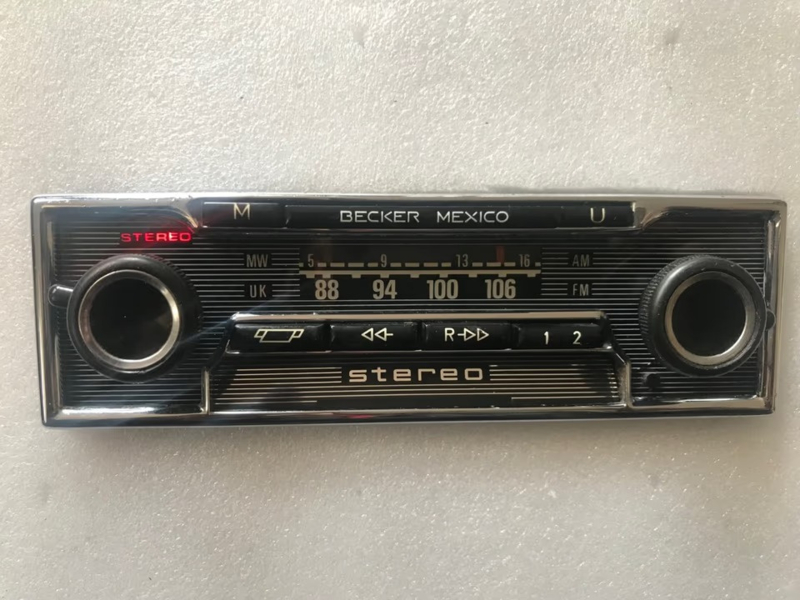 M BECKER MEXICO U
STEREO
MW 5 9 13 16 AM
UK 88 94 100 106 FM
R 1 2
stereo